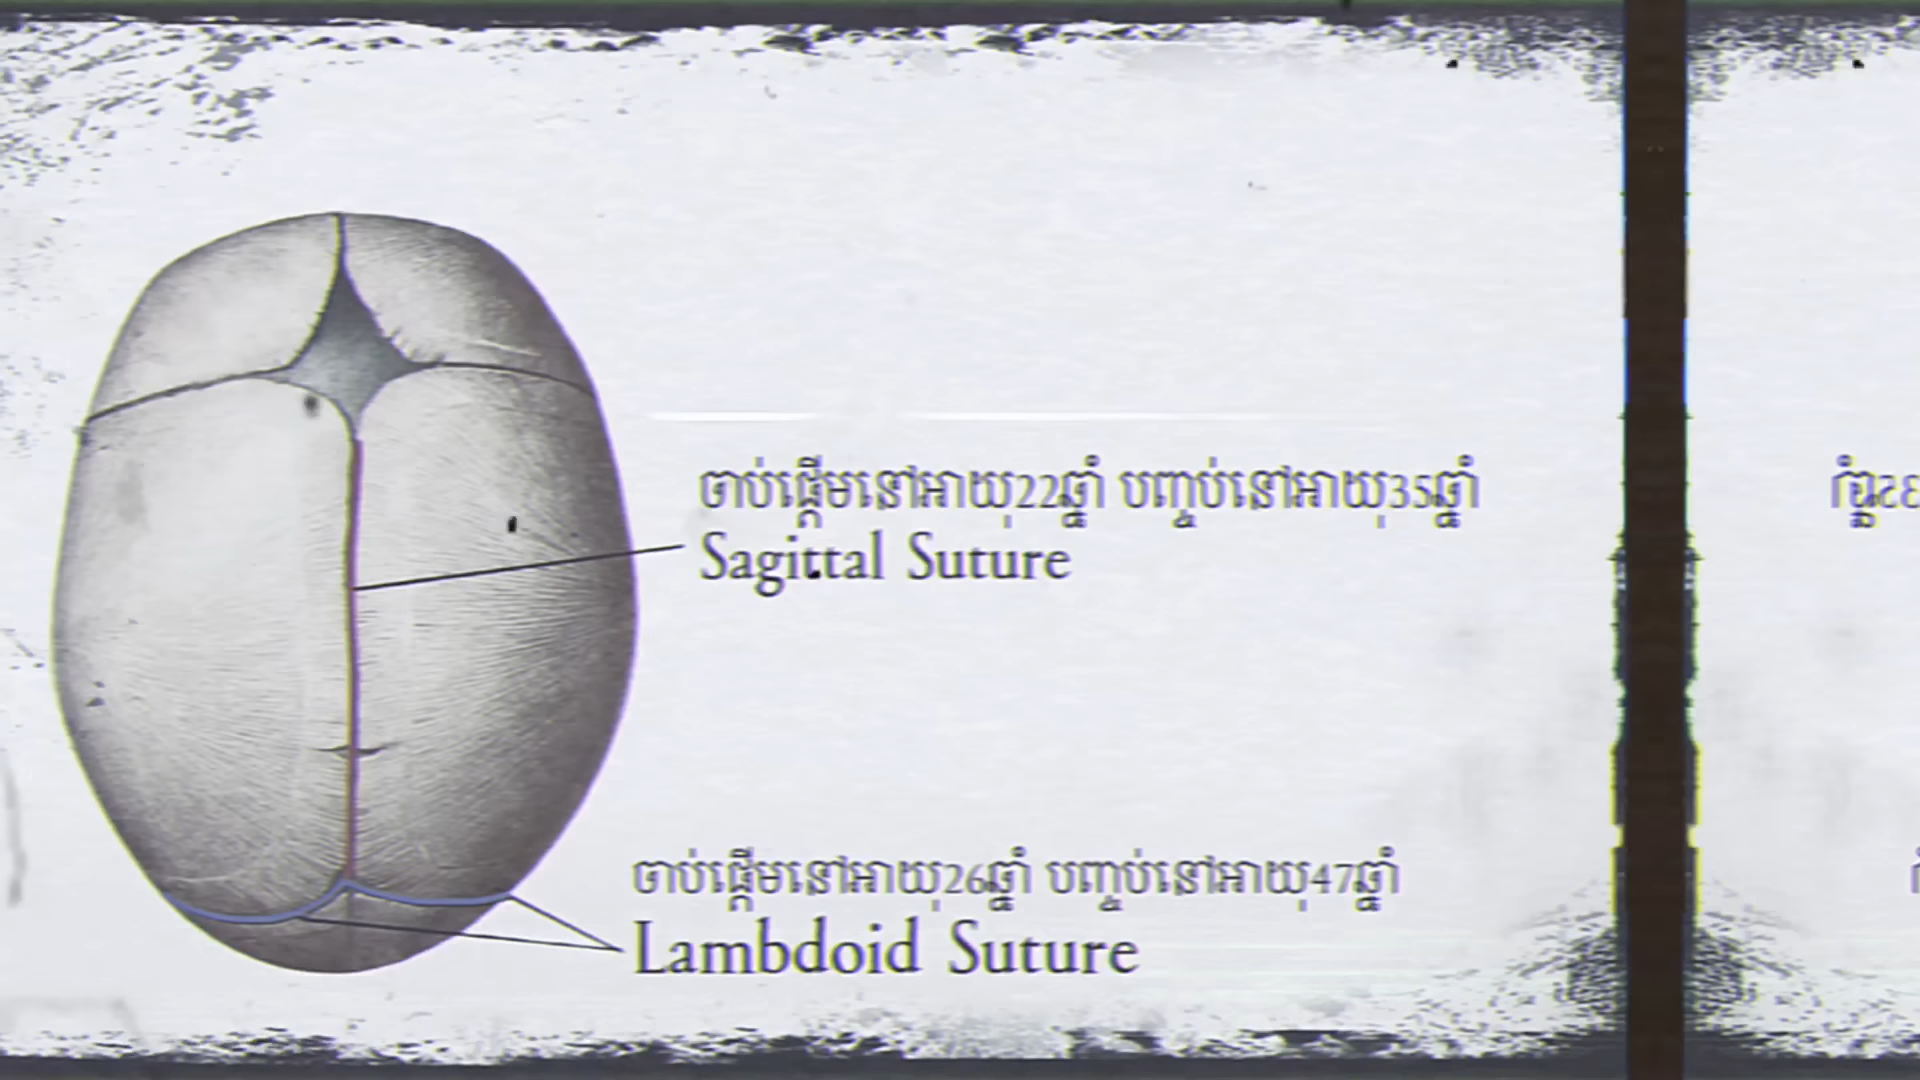 ចាប់ផ្តើមនៅអាយុ22ឆ្នាំ បញ្ចប់នៅអាយុ35ឆ្នាំ
Sagittal Suture
ចាប់ផ្តើមនៅអាយុ26ឆ្នាំ បញ្ចប់នៅអាយុ47ឆ្នាំ
Lambdoid Suture